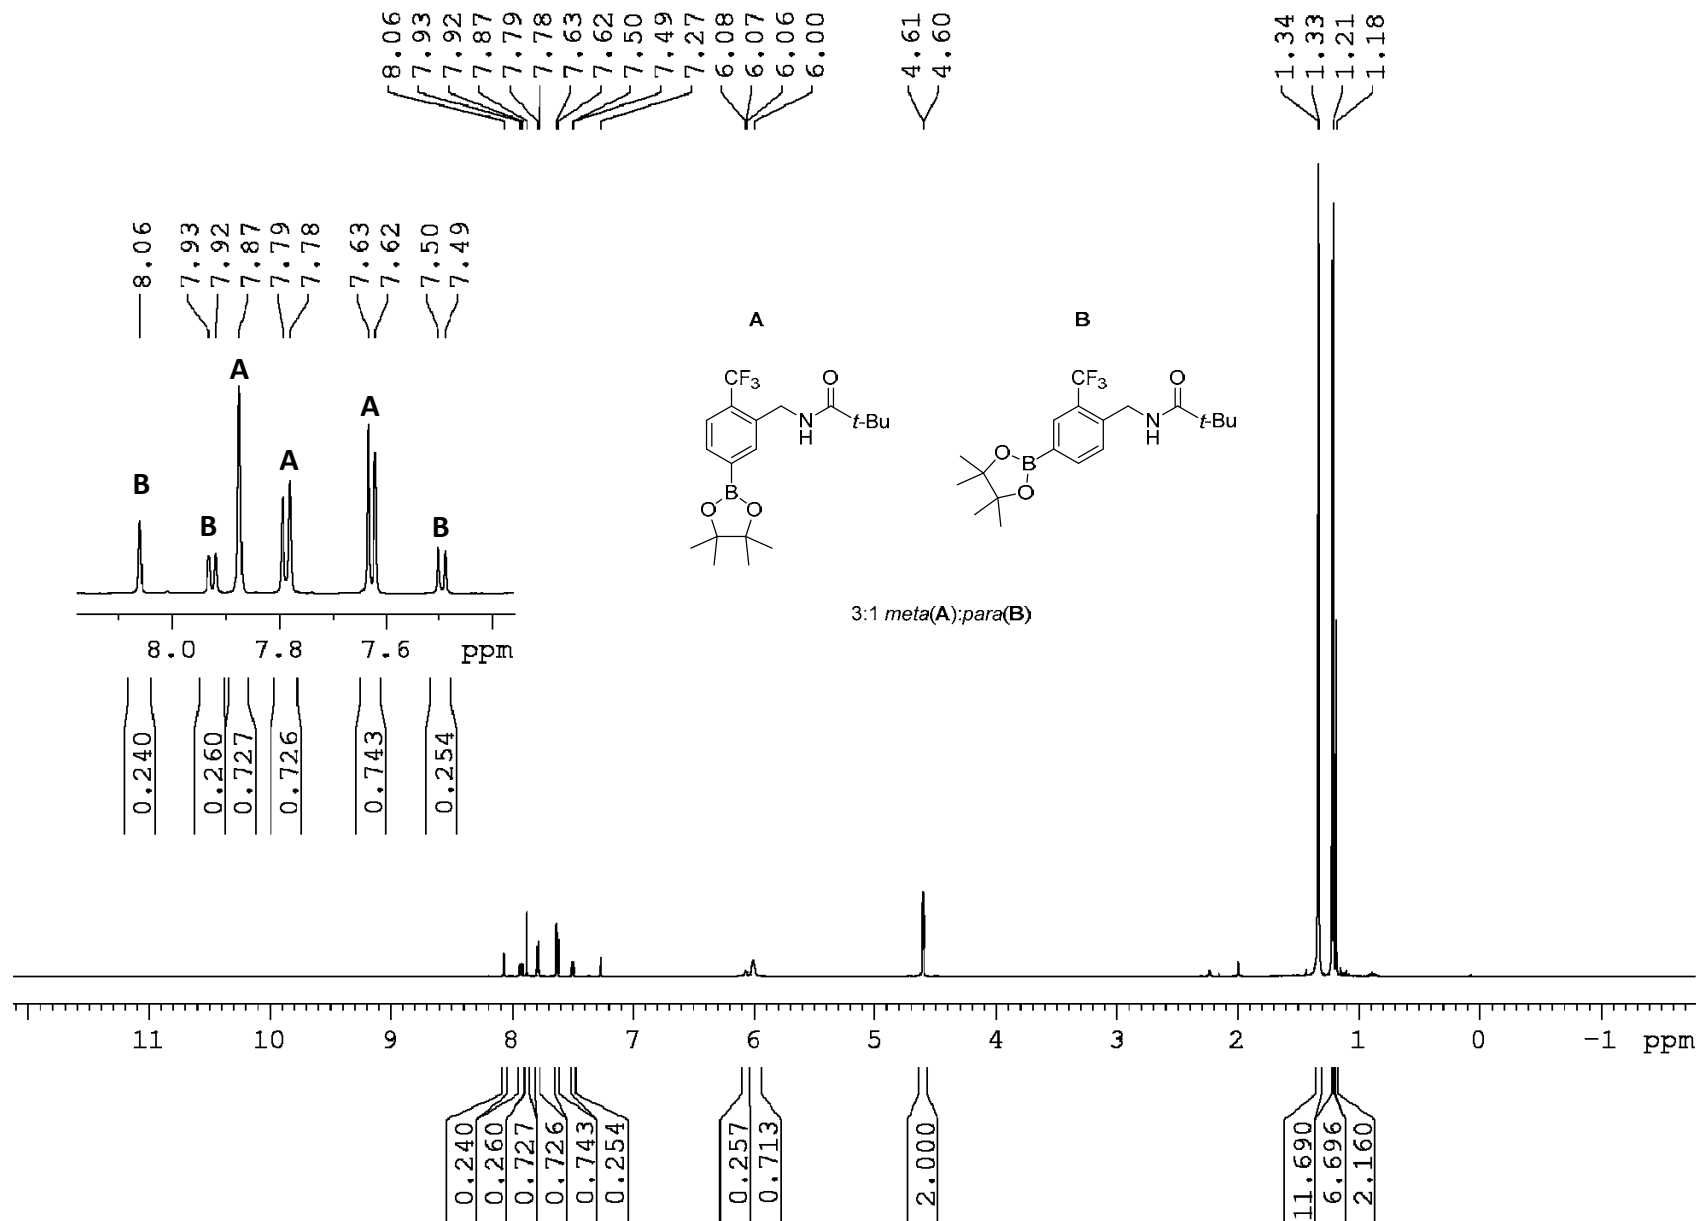 8.06 7.93 7.92 7.87 7.79 7.78 7.63 7.62 7.50 7.49 7.27 6.08 6.07 6.06 6.00 4.61 4.60 1.34 1.33 1.21 1.18
8.06 7.93 7.92 7.87 7.79 7.78 7.63 7.62 7.50 7.49
A B
A
A
A
B
B
B
CF3 O N H t-Bu B O O
CF3 O N H t-Bu O B O
3:1 meta(A):para(B)
8.0 7.8 7.6 ppm
0.240 0.260 0.727 0.726 0.743 0.254
11 10 9 8 7 6 5 4 3 2 1 0 -1 ppm
0.240 0.260 0.727 0.726 0.743 0.254 0.257 0.713 2.000 11.690 6.696 2.160